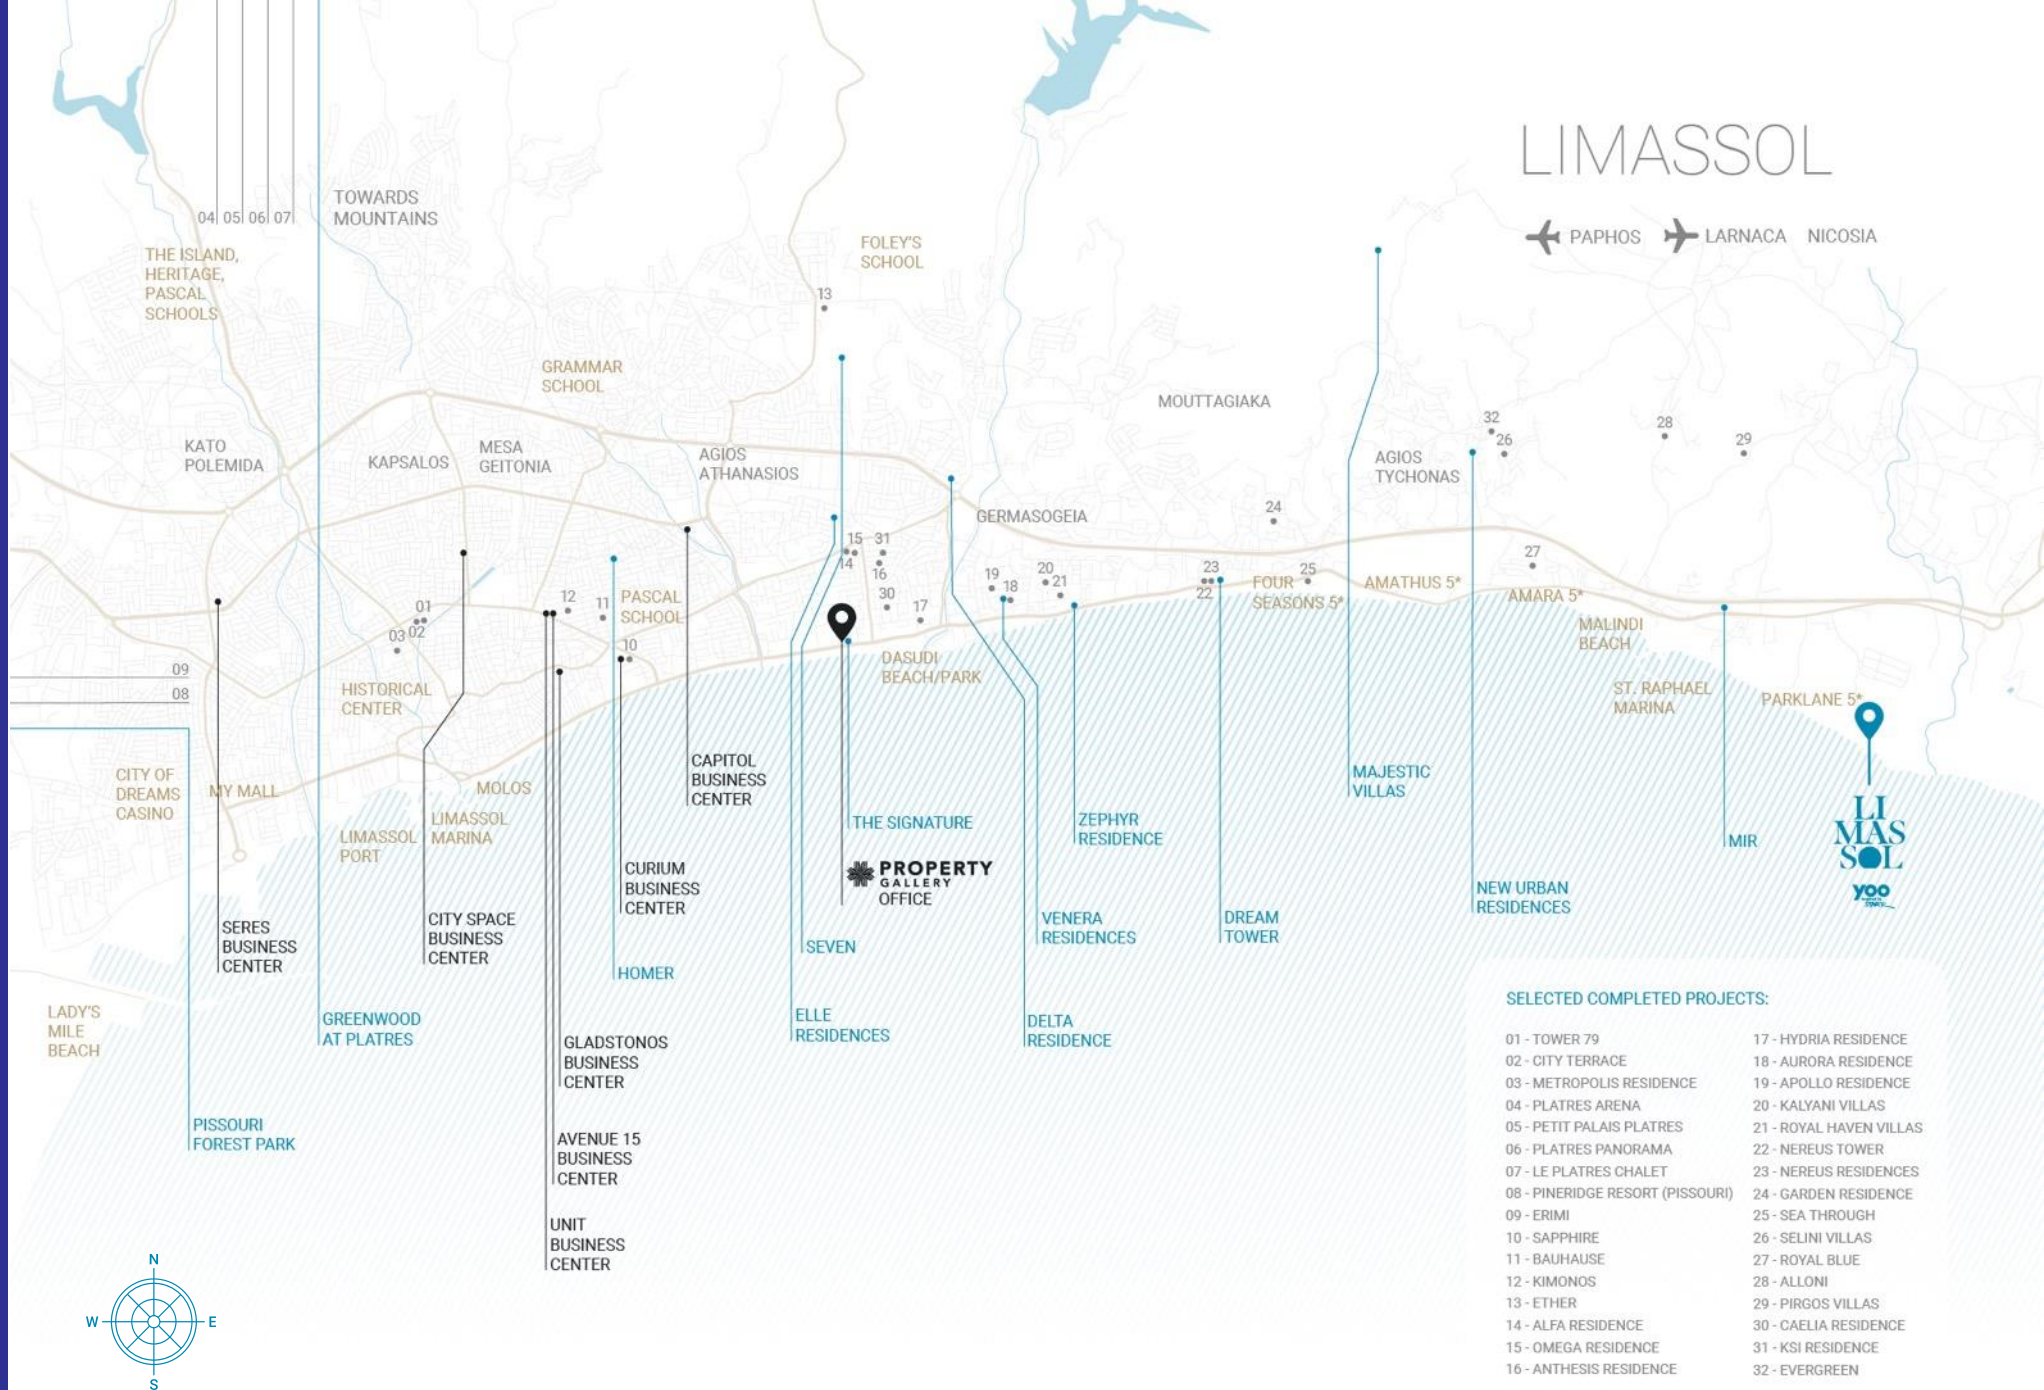 LIMASSOL
PAPHOS LARNACA NICOSIA
04 05 06 07
TOWARDS
MOUNTAINS
THE ISLAND,
HERITAGE,
PASCAL
SCHOOLS
FOLEY'S
SCHOOL
13
GRAMMAR
SCHOOL
MOUTTAGIAKA
KATO
POLEMIDA
KAPSALOS
MESA
GEITONIA
AGIOS
ATHANASIOS
GERMASOGEIA
AGIOS
TYCHONAS
32
26
28
29
24
27
15 31
14
16
30
17
19
18
20
21
23
22
FOUR
SEASONS 5*
25
AMATHUS 5*
AMARA 5*
MALINDI
BEACH
ST. RAPHAEL
MARINA
PARKLANE 5*
12
11
PASCAL
SCHOOL
10
01
03 02
09
08
HISTORICAL
CENTER
DASUDI
BEACH/PARK
CITY OF
DREAMS
CASINO
MY MALL
MOLOS
LIMASSOL
PORT
LIMASSOL
MARINA
LADY'S
MILE
BEACH
CAPITOL
BUSINESS
CENTER
THE SIGNATURE
PROPERTY
GALLERY
OFFICE
ZEPHYR
RESIDENCE
MAJESTIC
VILLAS
MIR
LI
MAS
SOL
yoo
CURIUM
BUSINESS
CENTER
NEW URBAN
RESIDENCES
SERES
BUSINESS
CENTER
CITY SPACE
BUSINESS
CENTER
HOMER
SEVEN
VENERA
RESIDENCES
DREAM
TOWER
GREENWOOD
AT PLATRES
ELLE
RESIDENCES
DELTA
RESIDENCE
GLADSTONOS
BUSINESS
CENTER
PISSOURI
FOREST PARK
AVENUE 15
BUSINESS
CENTER
UNIT
BUSINESS
CENTER
N
W E
S
SELECTED COMPLETED PROJECTS:
01 - TOWER 79
02 - CITY TERRACE
03 - METROPOLIS RESIDENCE
04 - PLATRES ARENA
05 - PETIT PALAIS PLATRES
06 - PLATRES PANORAMA
07 - LE PLATRES CHALET
08 - PINERIDGE RESORT (PISSOURI)
09 - ERIMI
10 - SAPPHIRE
11 - BAUHAUSE
12 - KIMONOS
13 - ETHER
14 - ALFA RESIDENCE
15 - OMEGA RESIDENCE
16 - ANTHESIS RESIDENCE
17 - HYDRIA RESIDENCE
18 - AURORA RESIDENCE
19 - APOLLO RESIDENCE
20 - KALYANI VILLAS
21 - ROYAL HAVEN VILLAS
22 - NEREUS TOWER
23 - NEREUS RESIDENCES
24 - GARDEN RESIDENCE
25 - SEA THROUGH
26 - SELINI VILLAS
27 - ROYAL BLUE
28 - ALLONI
29 - PIRGOS VILLAS
30 - CAELIA RESIDENCE
31 - KSI RESIDENCE
32 - EVERGREEN